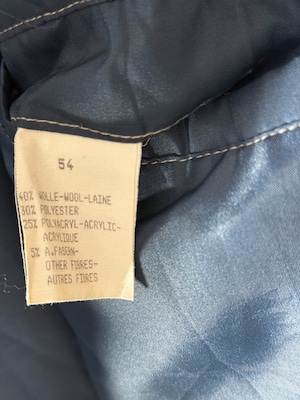 54
40% WOLLE-WOOL-LAINE
30% POLYESTER
25% POLYACRYL-ACRYLIC-
ACRYLIQUE
5% A.FASERN-
OTHER FIBRES-
AUTRES FIBRES